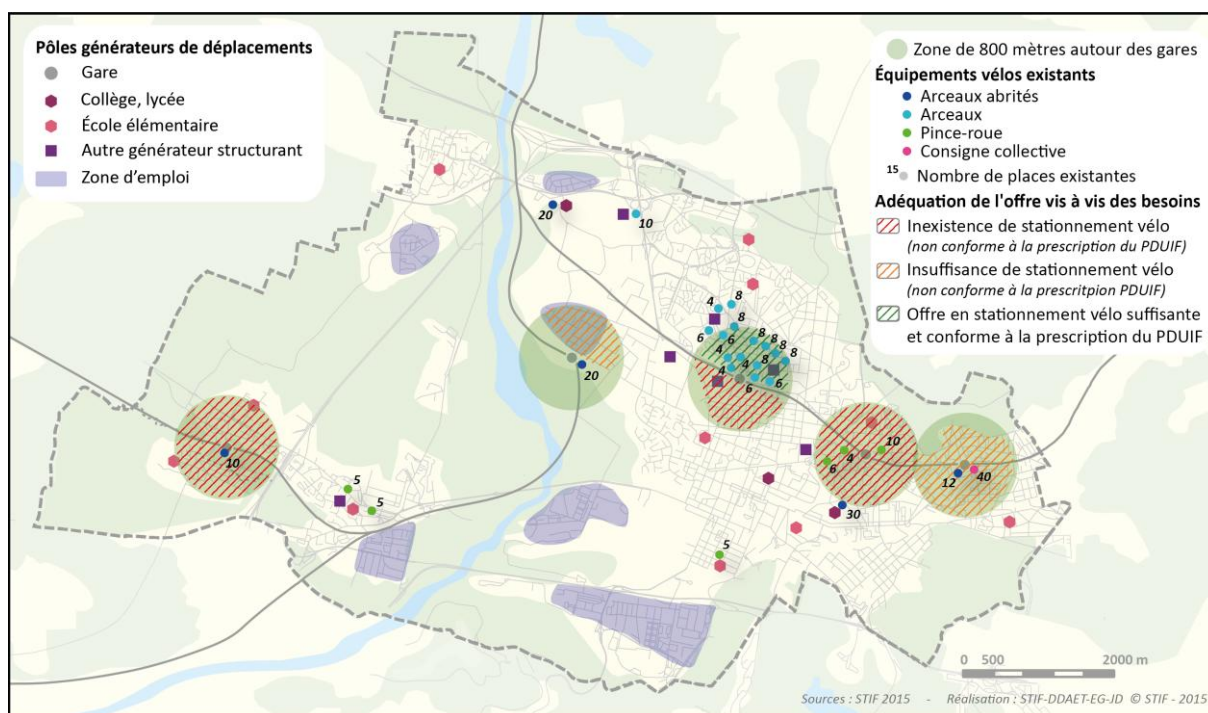 Pôles générateurs de déplacements
Gare
Collège, lycée
École élémentaire
Autre générateur structurant
Zone d'emploi
Zone de 800 mètres autour des gares
Équipements vélos existants
Arceaux abrités
Arceaux
Pince-roue
Consigne collective
15 Nombre de places existantes
Adéquation de l'offre vis à vis des besoins
Inexistence de stationnement vélo
(non conforme à la prescription du PDUIF)
Insuffisance de stationnement vélo
(non conforme à la prescritpion PDUIF)
Offre en stationnement vélo suffisante
et conforme à la prescription du PDUIF
20
10
4 8
8
6 6 8
8
8
4 4 8 8
4
6 6
20
10
5
5
10
4
6
12 40
30
5
0 500 2000 m
Sources : STIF 2015 - Réalisation : STIF-DDAET-EG-JD © STIF - 2015